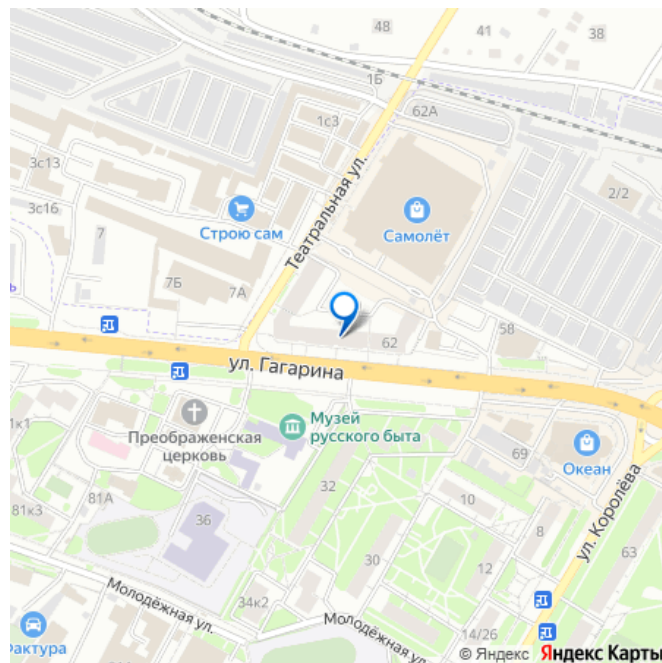 48
41
38
1Б
62А
1с3
3с13
Театральная ул.
2/2
3с16
Строю сам
Самолёт
7
7Б
7А
ь
58
62
ул. Гагарина
Преображенская
церковь
Музей
русского быта
1к1
69
Океан
ул. Королёва
81А
32
10
81к3
36
8
63
30
12
Молодёжная ул.
34к2
Молодёжная ул.
14/26
Фактура
© Яндекс Яндекс Карты